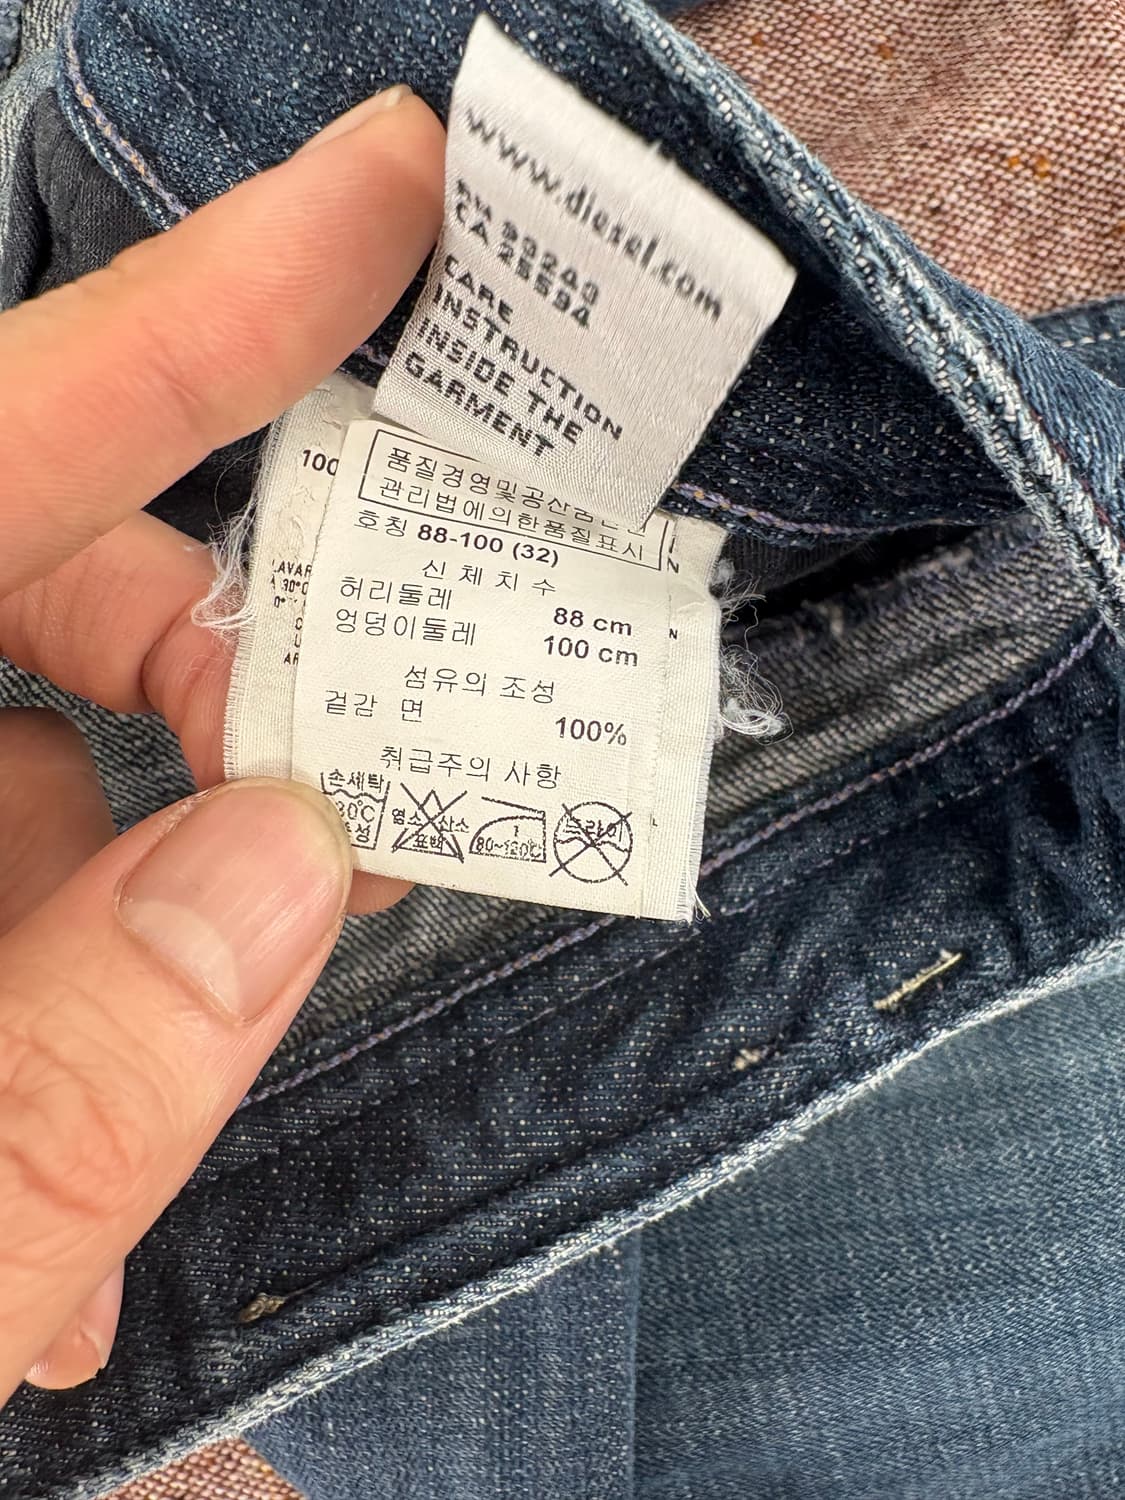 www.diesel.com
RN 93243
CA 25594
CARE
INSTRUCTION
INSIDE THE
GARMENT
100
품질경영및공산품안전
관리법에의한품질표시
호칭 88-100 (32)
신체치수
허리둘레 88 cm
엉덩이둘레 100 cm
섬유의 조성
겉감 면 100%
취급주의 사항
손세탁
30℃
중성
염소 산소
표백
80~120℃
드라이